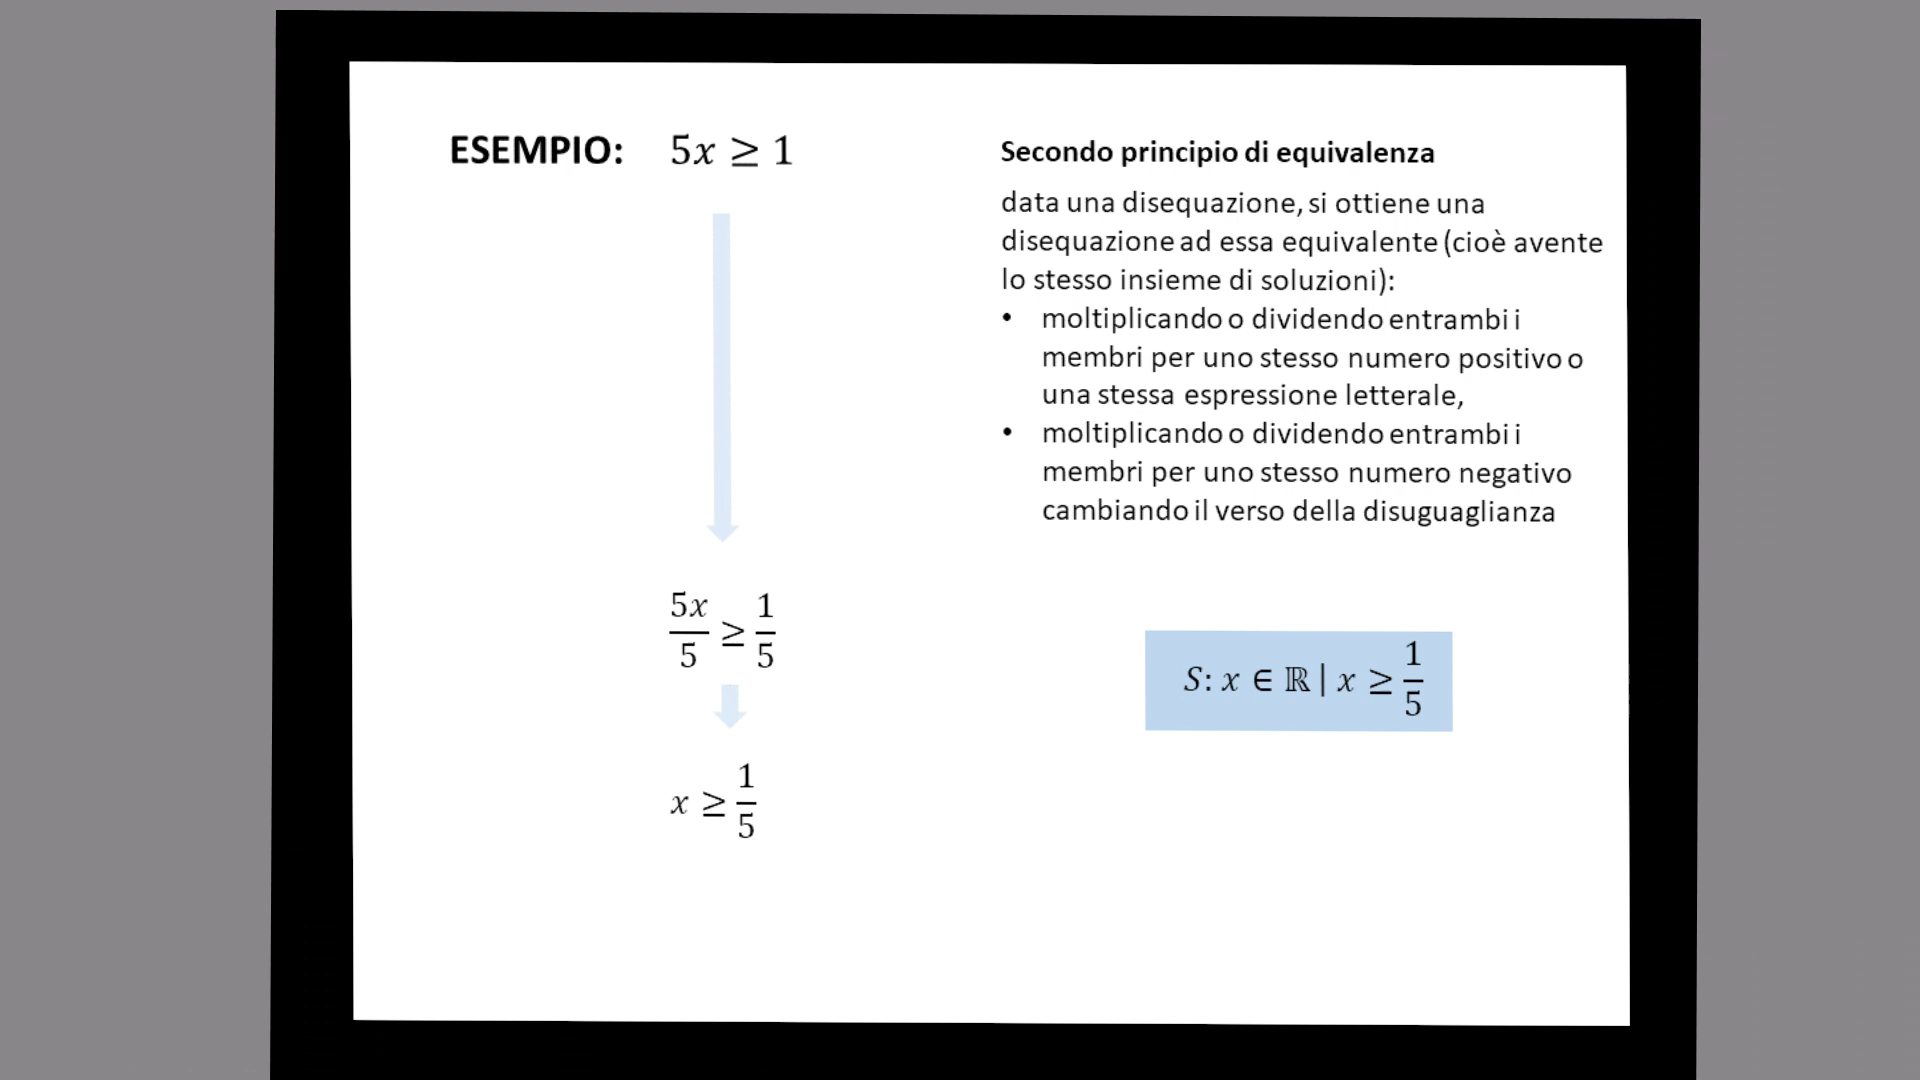 ESEMPIO: 5x ≥ 1
5x/5 ≥ 1/5
x ≥ 1/5
Secondo principio di equivalenza
data una disequazione, si ottiene una
disequazione ad essa equivalente (cioè avente
lo stesso insieme di soluzioni):
• moltiplicando o dividendo entrambi i
membri per uno stesso numero positivo o
una stessa espressione letterale,
• moltiplicando o dividendo entrambi i
membri per uno stesso numero negativo
cambiando il verso della disuguaglianza
S: x ∈ ℝ | x ≥ 1/5